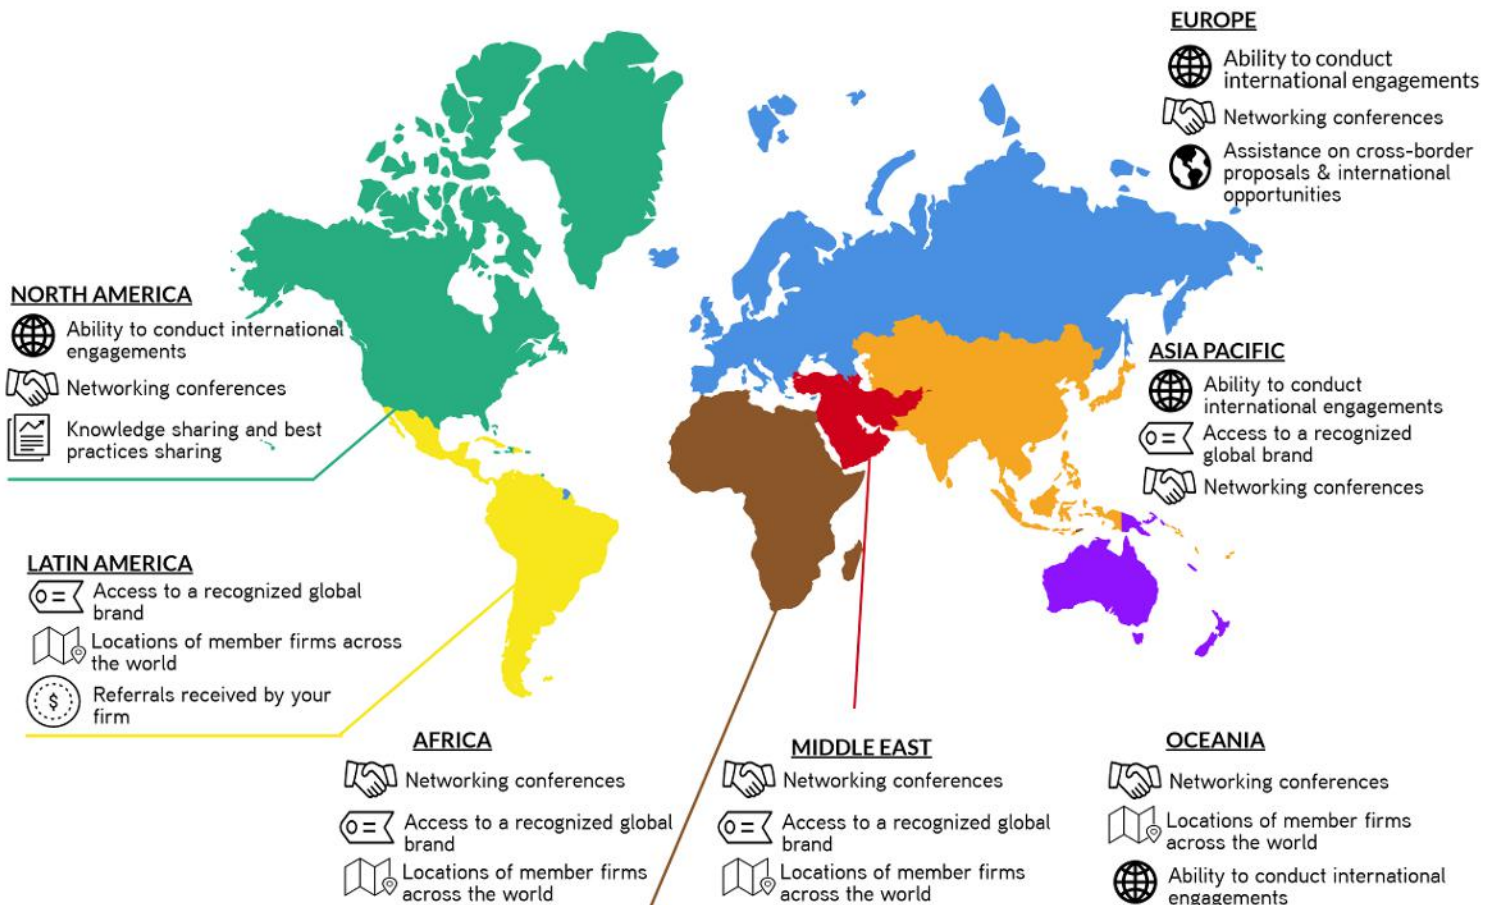 EUROPE
Ability to conduct
international engagements
Networking conferences
Assistance on cross-border
proposals & international
opportunities
NORTH AMERICA
Ability to conduct international
engagements
Networking conferences
Knowledge sharing and best
practices sharing
ASIA PACIFIC
Ability to conduct
international engagements
Access to a recognized
global brand
Networking conferences
LATIN AMERICA
Access to a recognized global
brand
Locations of member firms across
the world
$
Referrals received by your
firm
AFRICA
Networking conferences
Access to a recognized global
brand
Locations of member firms
across the world
MIDDLE EAST
Networking conferences
Access to a recognized global
brand
Locations of member firms
across the world
OCEANIA
Networking conferences
Locations of member firms
across the world
Ability to conduct international
engagements